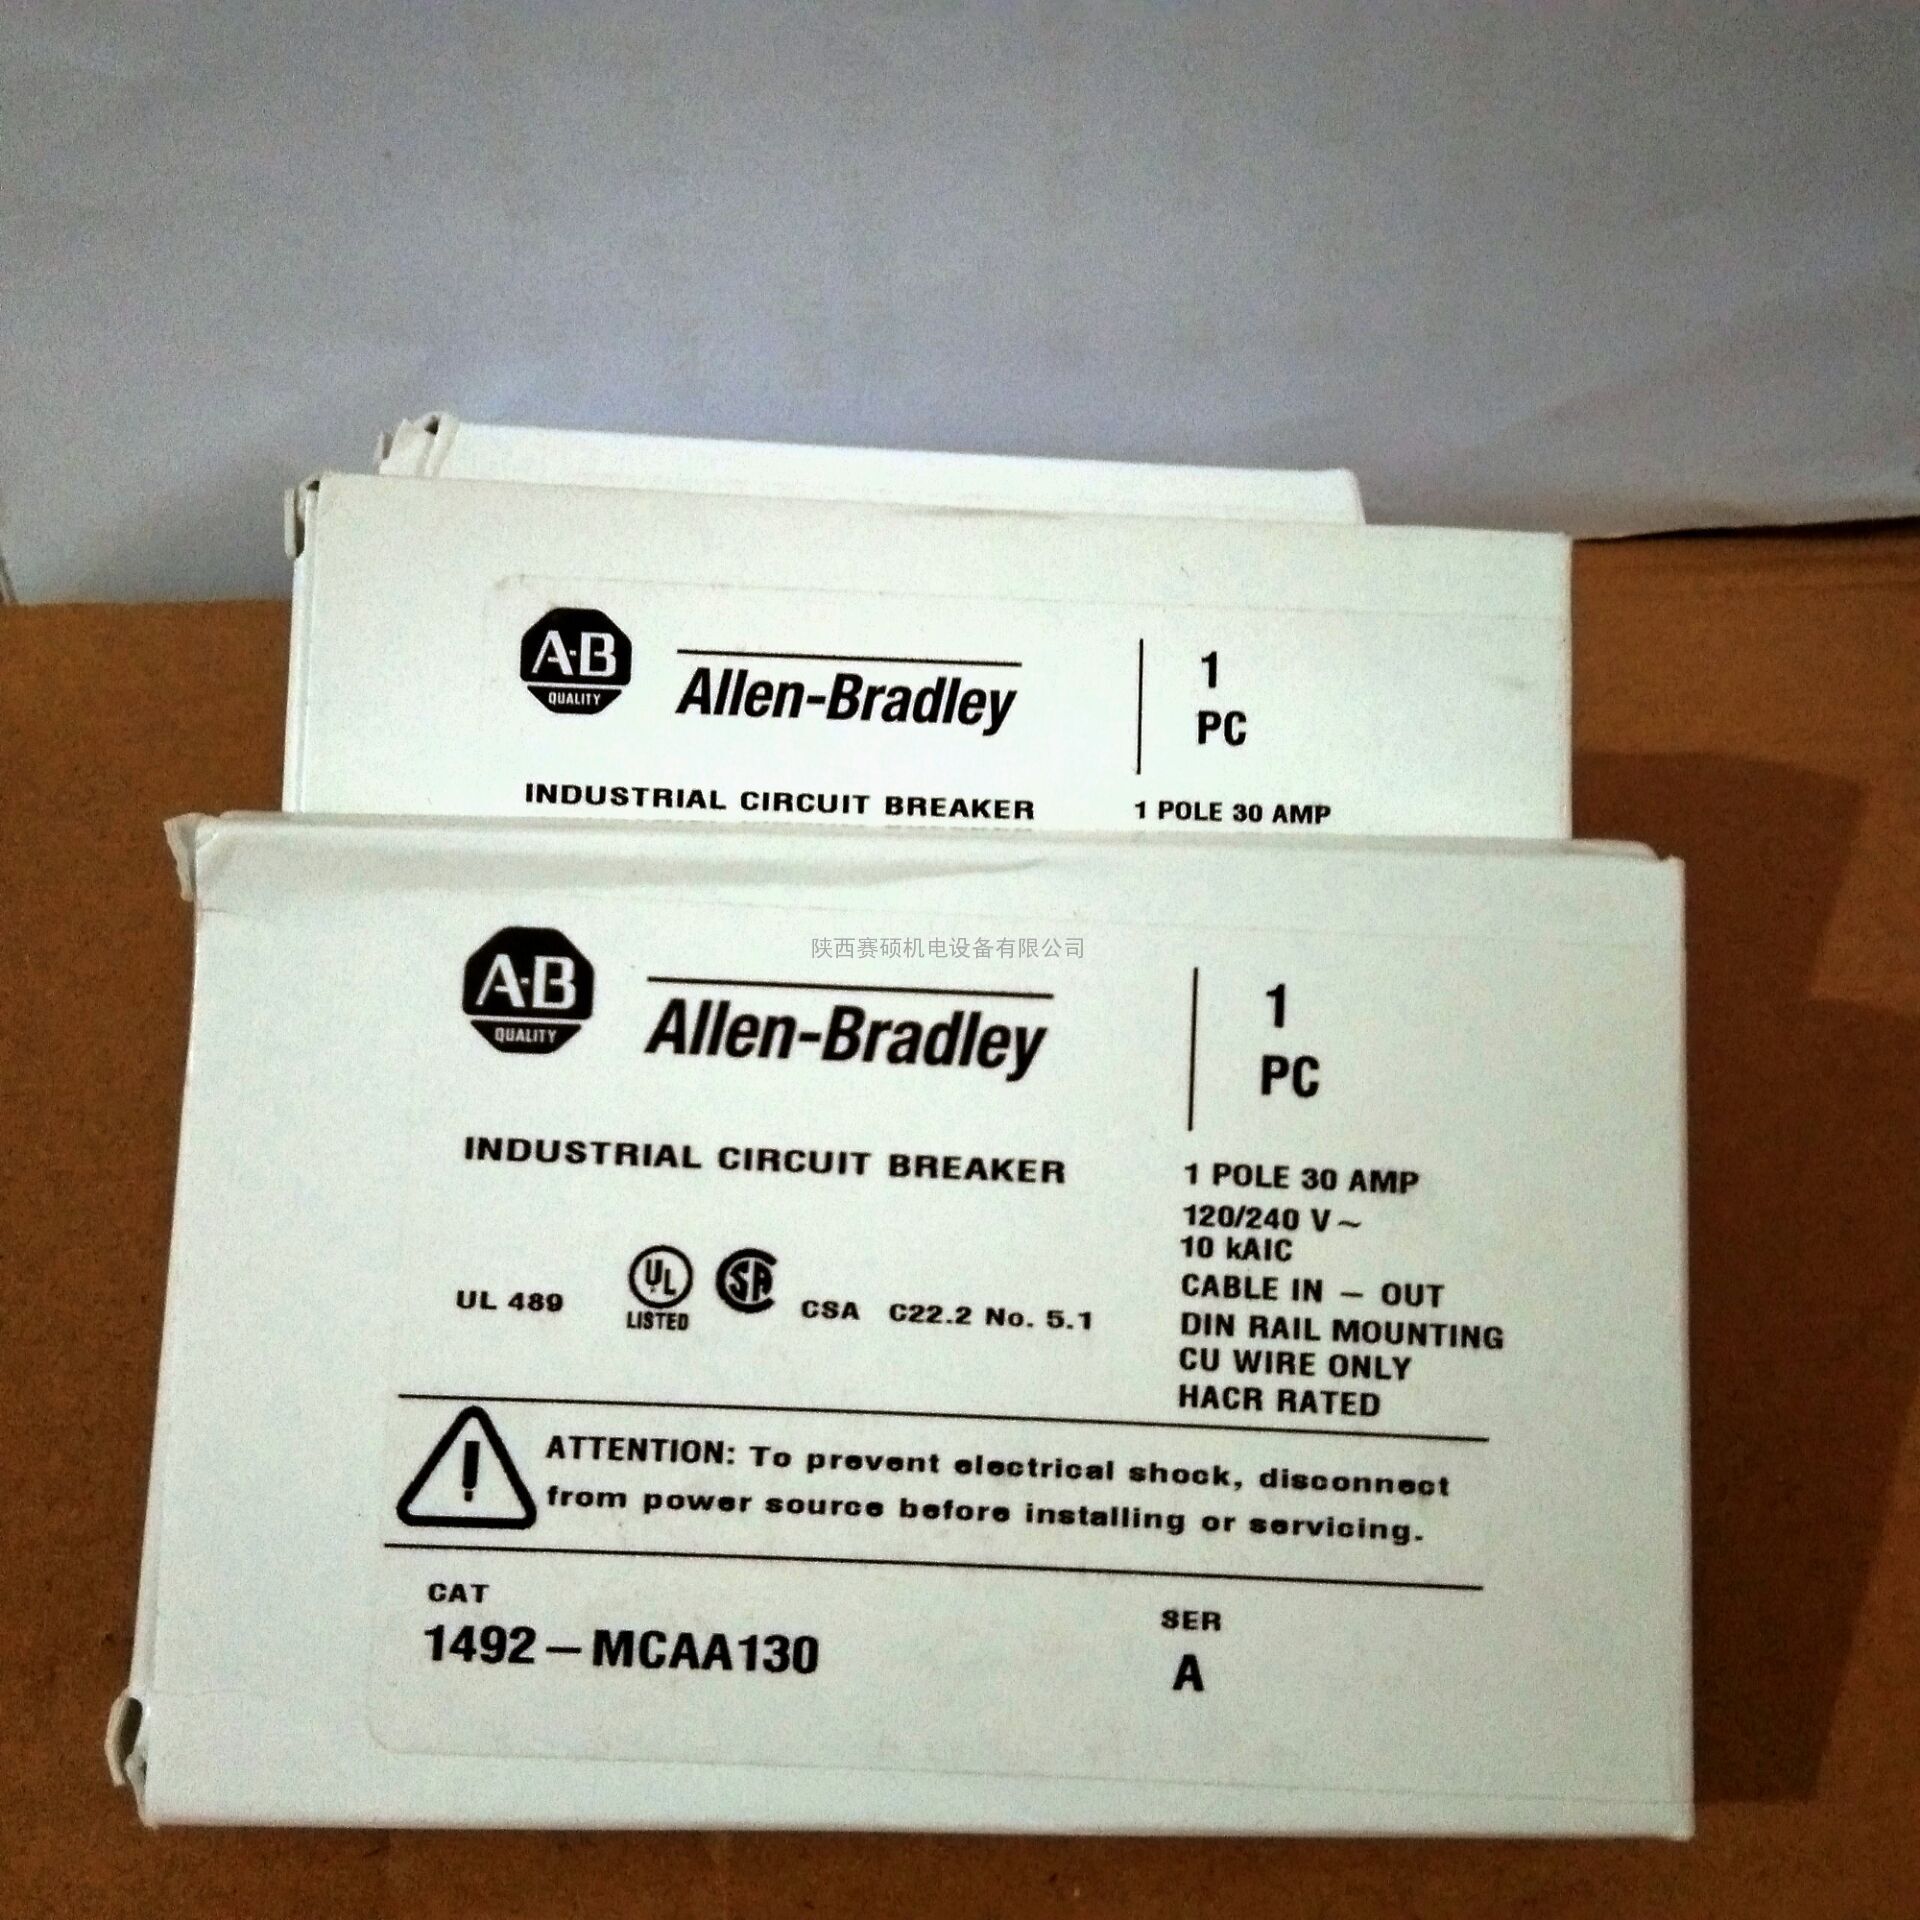 A-B
QUALITY
Allen-Bradley
1
PC
INDUSTRIAL CIRCUIT BREAKER
1 POLE 30 AMP
陕西赛硕机电设备有限公司
A-B
QUALITY
Allen-Bradley
1
PC
INDUSTRIAL CIRCUIT BREAKER
1 POLE 30 AMP
120/240 V ~
10 kAIC
CABLE IN – OUT
DIN RAIL MOUNTING
CU WIRE ONLY
HACR RATED
UL 489
UL
LISTED
SA
CSA C22.2 No. 5.1
ATTENTION: To prevent electrical shock, disconnect
from power source before installing or servicing.
CAT
1492–MCAA130
SER
A